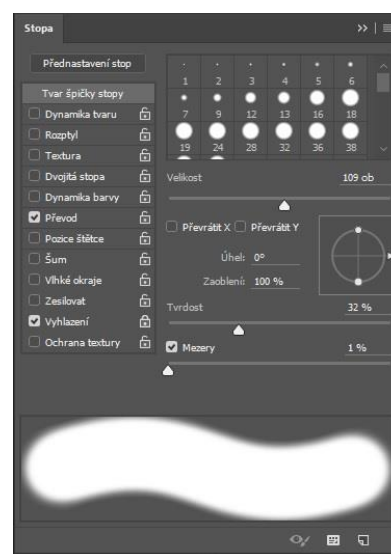 Stopa
Přednastavení stop
Tvar špičky stopy
Dynamika tvaru
Rozptyl
Textura
Dvojitá stopa
Dynamika barvy
Převod
Pozice štětce
Šum
Vlhké okraje
Zesilovat
Vyhlazení
Ochrana textury
1 2 3 4 5 6
7 9 12 13 16 18
19 24 28 32 36 38
Velikost 109 ob
Převrátit X Převrátit Y
Úhel: 0°
Zaoblení: 100 %
Tvrdost 32 %
Mezery 1 %